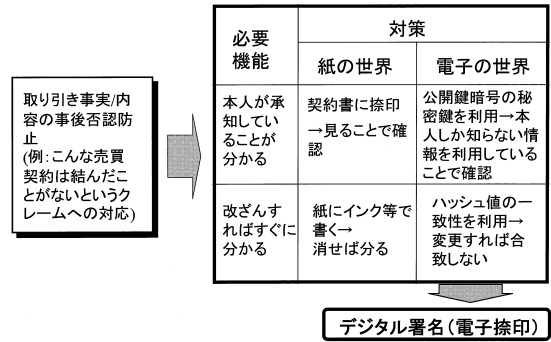 取り引き事実/内
容の事後否認防
止
(例:こんな売買
契約は結んだこ
とがないというク
レームへの対応)
必要
機能
対策
紙の世界
電子の世界
本人が承
知してい
ることが
分かる
契約書に捺印
→見ることで確
認
公開鍵暗号の秘
密鍵を利用→本
人しか知らない情
報を利用している
ことで確認
改ざんす
ればすぐに
分かる
紙にインク等で
書く→
消せば分る
ハッシュ値の一
致性を利用→
変更すれば合
致しない
デジタル署名(電子捺印)